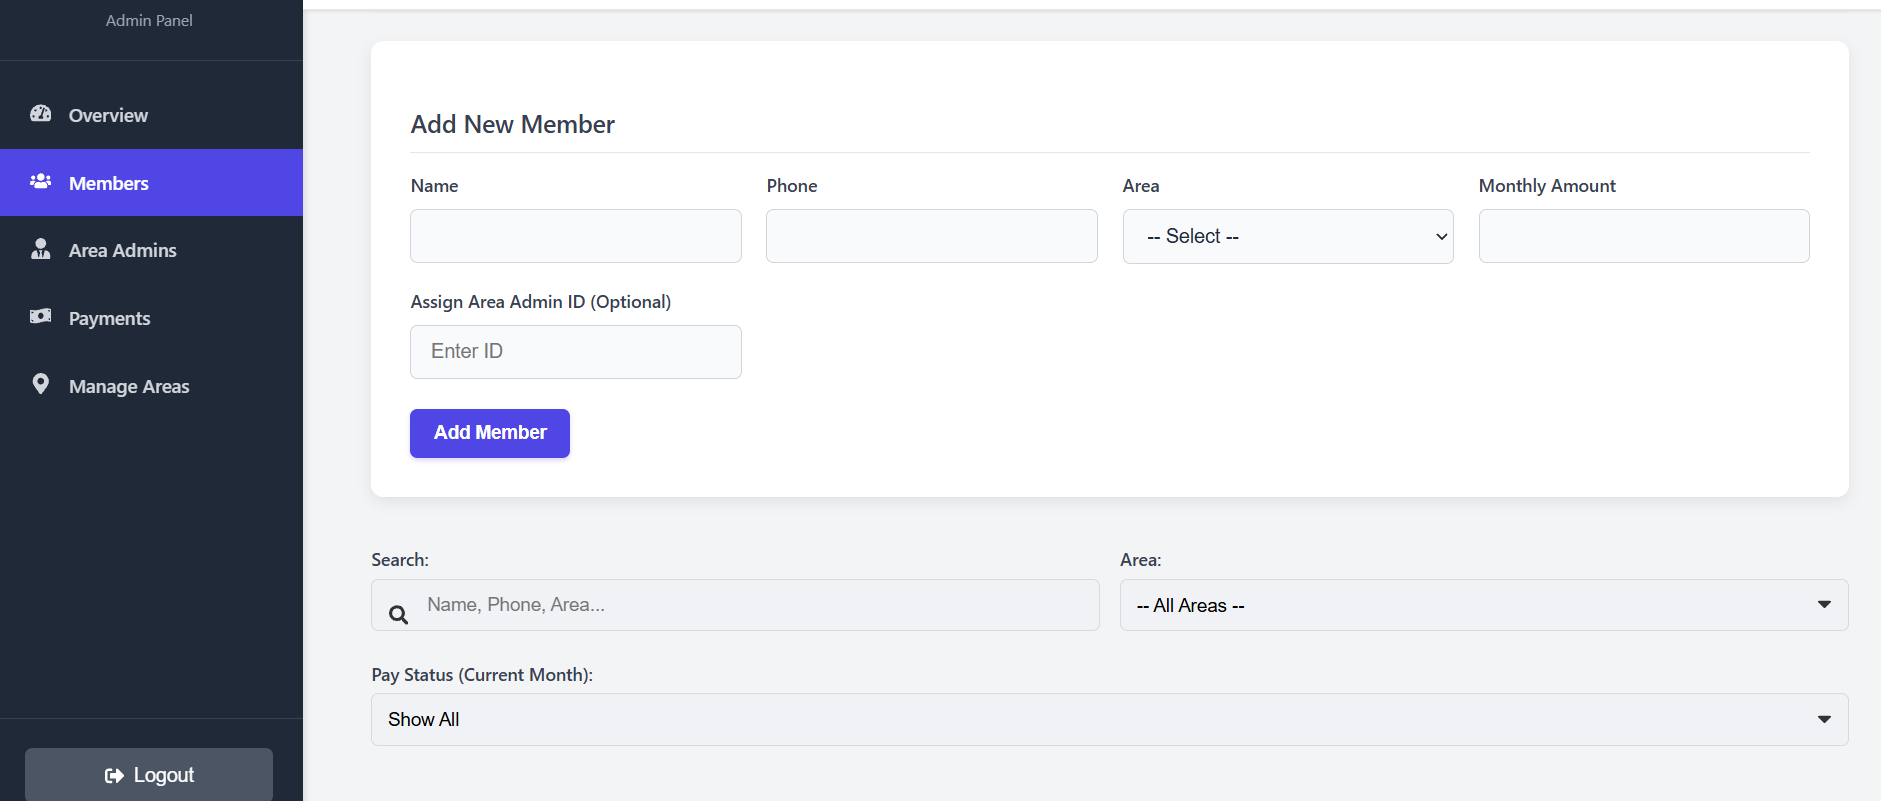 Admin Panel
Overview
Members
Area Admins
Payments
Manage Areas
Logout
Add New Member
Name
Phone
Area
Monthly Amount
-- Select --
Assign Area Admin ID (Optional)
Enter ID
Add Member
Search:
Area:
Name, Phone, Area...
-- All Areas --
Pay Status (Current Month):
Show All